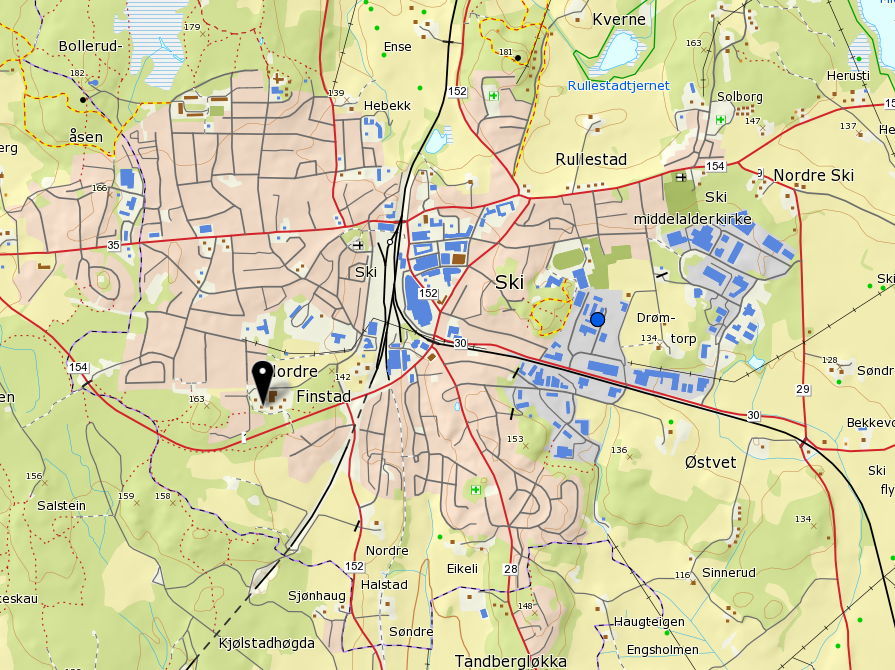 Kverne
179
Bollerud-
Ense
181
163
182
Rullestadtjernet
Herusti
139
152
Solborg
Hebekk
147
åsen
137
Rullestad
154
9
Nordre Ski
166
Ski
middelalderkirke
35
Ski
Ski
152
Drøm-
134
torp
30
154
128
142
Nordre
Finstad
29
163
30
153
136
Østvet
Ski
156
159
158
Salstein
134
Nordre
152
Eikeli
28
116
Sinnerud
Halstad
Sjønhaug
148
Haugteigen
Søndre
Kjølstadhøgda
Engsholmen
Tandbergløkka